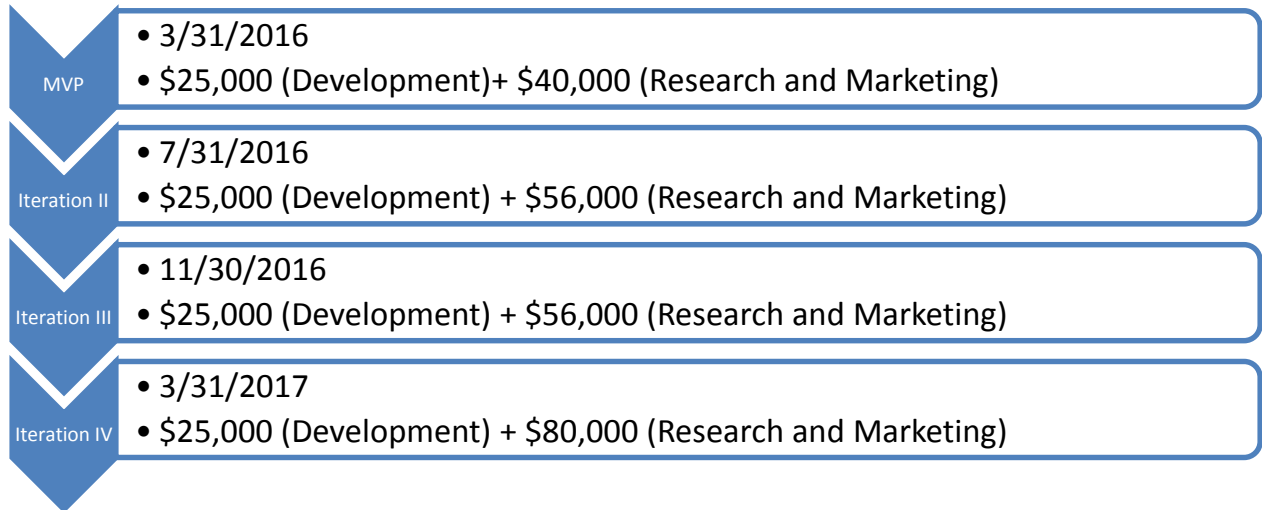 MVP
• 3/31/2016
• $25,000 (Development)+ $40,000 (Research and Marketing)
Iteration II
• 7/31/2016
• $25,000 (Development) + $56,000 (Research and Marketing)
Iteration III
• 11/30/2016
• $25,000 (Development) + $56,000 (Research and Marketing)
Iteration IV
• 3/31/2017
• $25,000 (Development) + $80,000 (Research and Marketing)